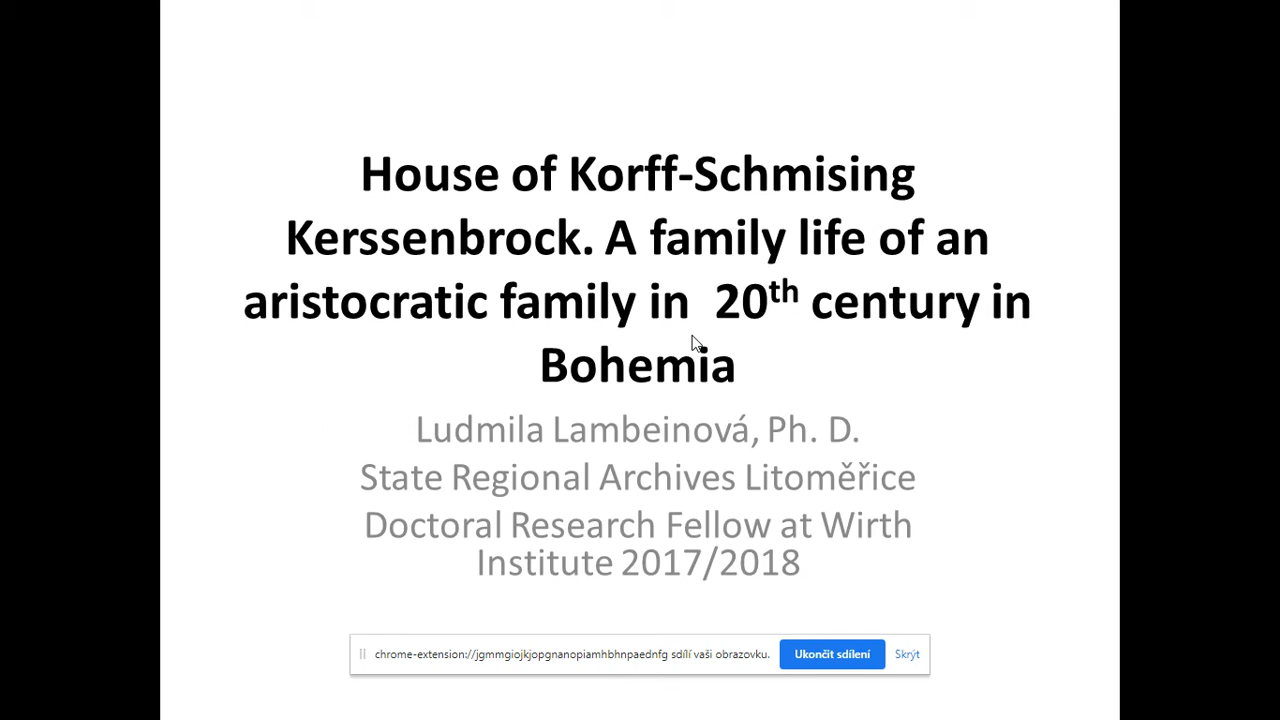 House of Korff-Schmising
Kerssenbrock. A family life of an
aristocratic family in 20th century in
Bohemia
Ludmila Lambeinová, Ph. D.
State Regional Archives Litoměřice
Doctoral Research Fellow at Wirth
Institute 2017/2018
chrome-extension://jgmmgiojkjopgnanopiamhbhnpaednfg sdílí vaši obrazovku. Ukončit sdílení Skrýt